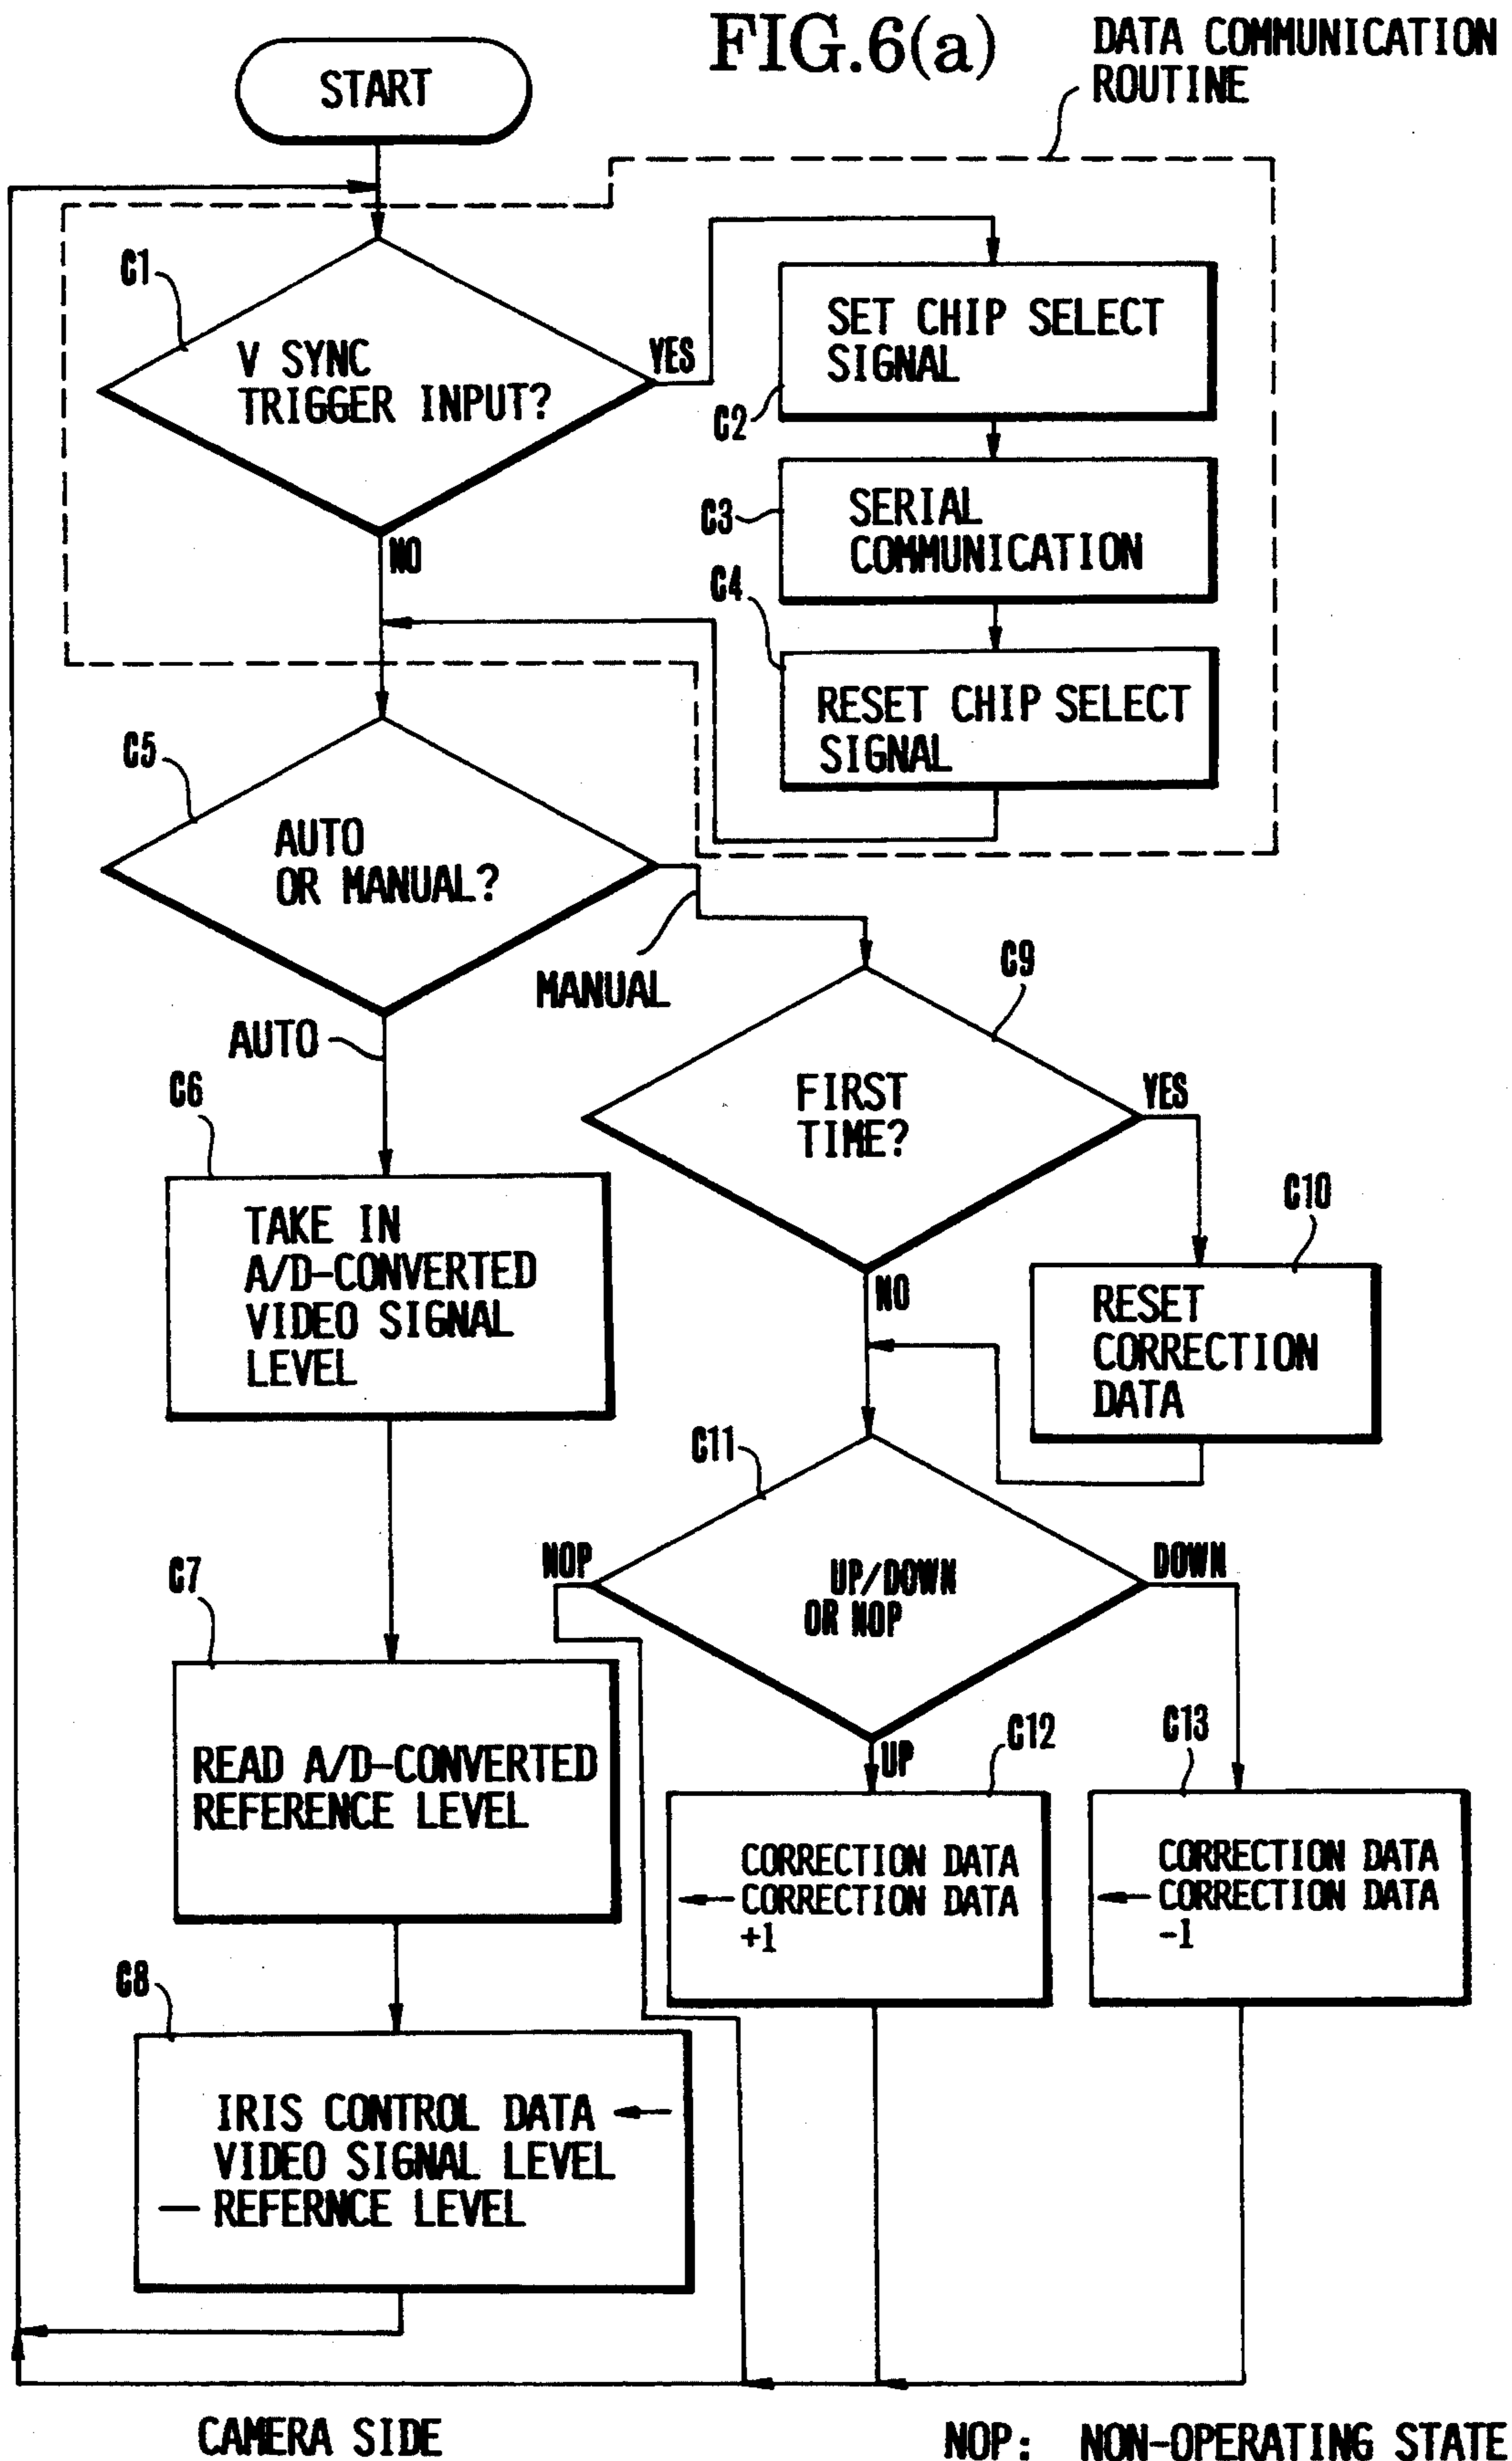 FIG.6(a)
DATA COMMUNICATION
ROUTINE
START
C1
V SYNC
TRIGGER INPUT?
YES
NO
SET CHIP SELECT
SIGNAL
C2
C3
SERIAL
COMMUNICATION
C4
RESET CHIP SELECT
SIGNAL
C5
AUTO
OR MANUAL?
MANUAL
AUTO
C6
TAKE IN
A/D-CONVERTED
VIDEO SIGNAL
LEVEL
C9
FIRST
TIME?
YES
NO
C10
RESET
CORRECTION
DATA
C11
UP/DOWN
OR NOP
NOP
DOWN
UP
C7
READ A/D-CONVERTED
REFERENCE LEVEL
C12
CORRECTION DATA
← CORRECTION DATA
+1
C13
CORRECTION DATA
← CORRECTION DATA
-1
C8
IRIS CONTROL DATA ←
VIDEO SIGNAL LEVEL
— REFERNCE LEVEL
CAMERA SIDE
NOP: NON-OPERATING STATE